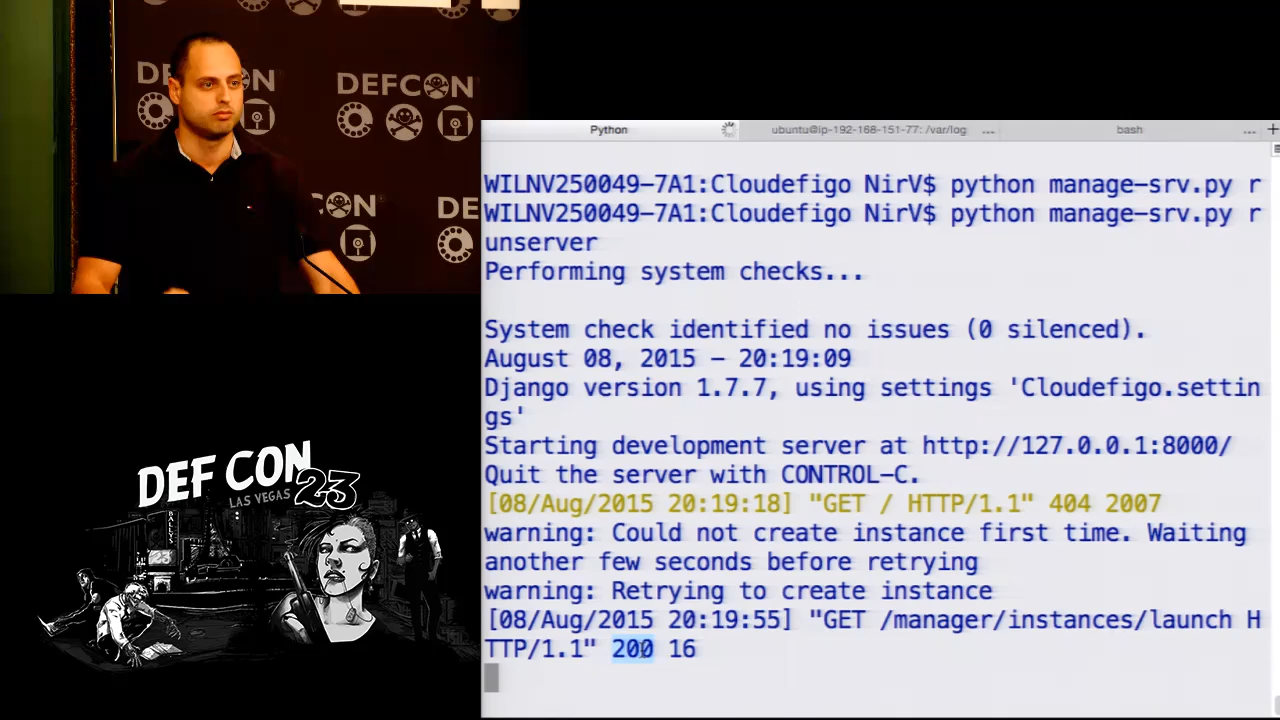 DEFCON
DEFCON
CON
DE
DEF CON
LAS VEGAS 23
BALLY'S
Python
ubuntu@ip-192-168-151-77: /var/log
...
bash
...
+
WILNV250049-7A1:Cloudefigo NirV$ python manage-srv.py r
WILNV250049-7A1:Cloudefigo NirV$ python manage-srv.py r
unserver
Performing system checks...
System check identified no issues (0 silenced).
August 08, 2015 - 20:19:09
Django version 1.7.7, using settings 'Cloudefigo.settin
gs'
Starting development server at http://127.0.0.1:8000/
Quit the server with CONTROL-C.
[08/Aug/2015 20:19:18] "GET / HTTP/1.1" 404 2007
warning: Could not create instance first time. Waiting
another few seconds before retrying
warning: Retrying to create instance
[08/Aug/2015 20:19:55] "GET /manager/instances/launch H
TTP/1.1" 200 16